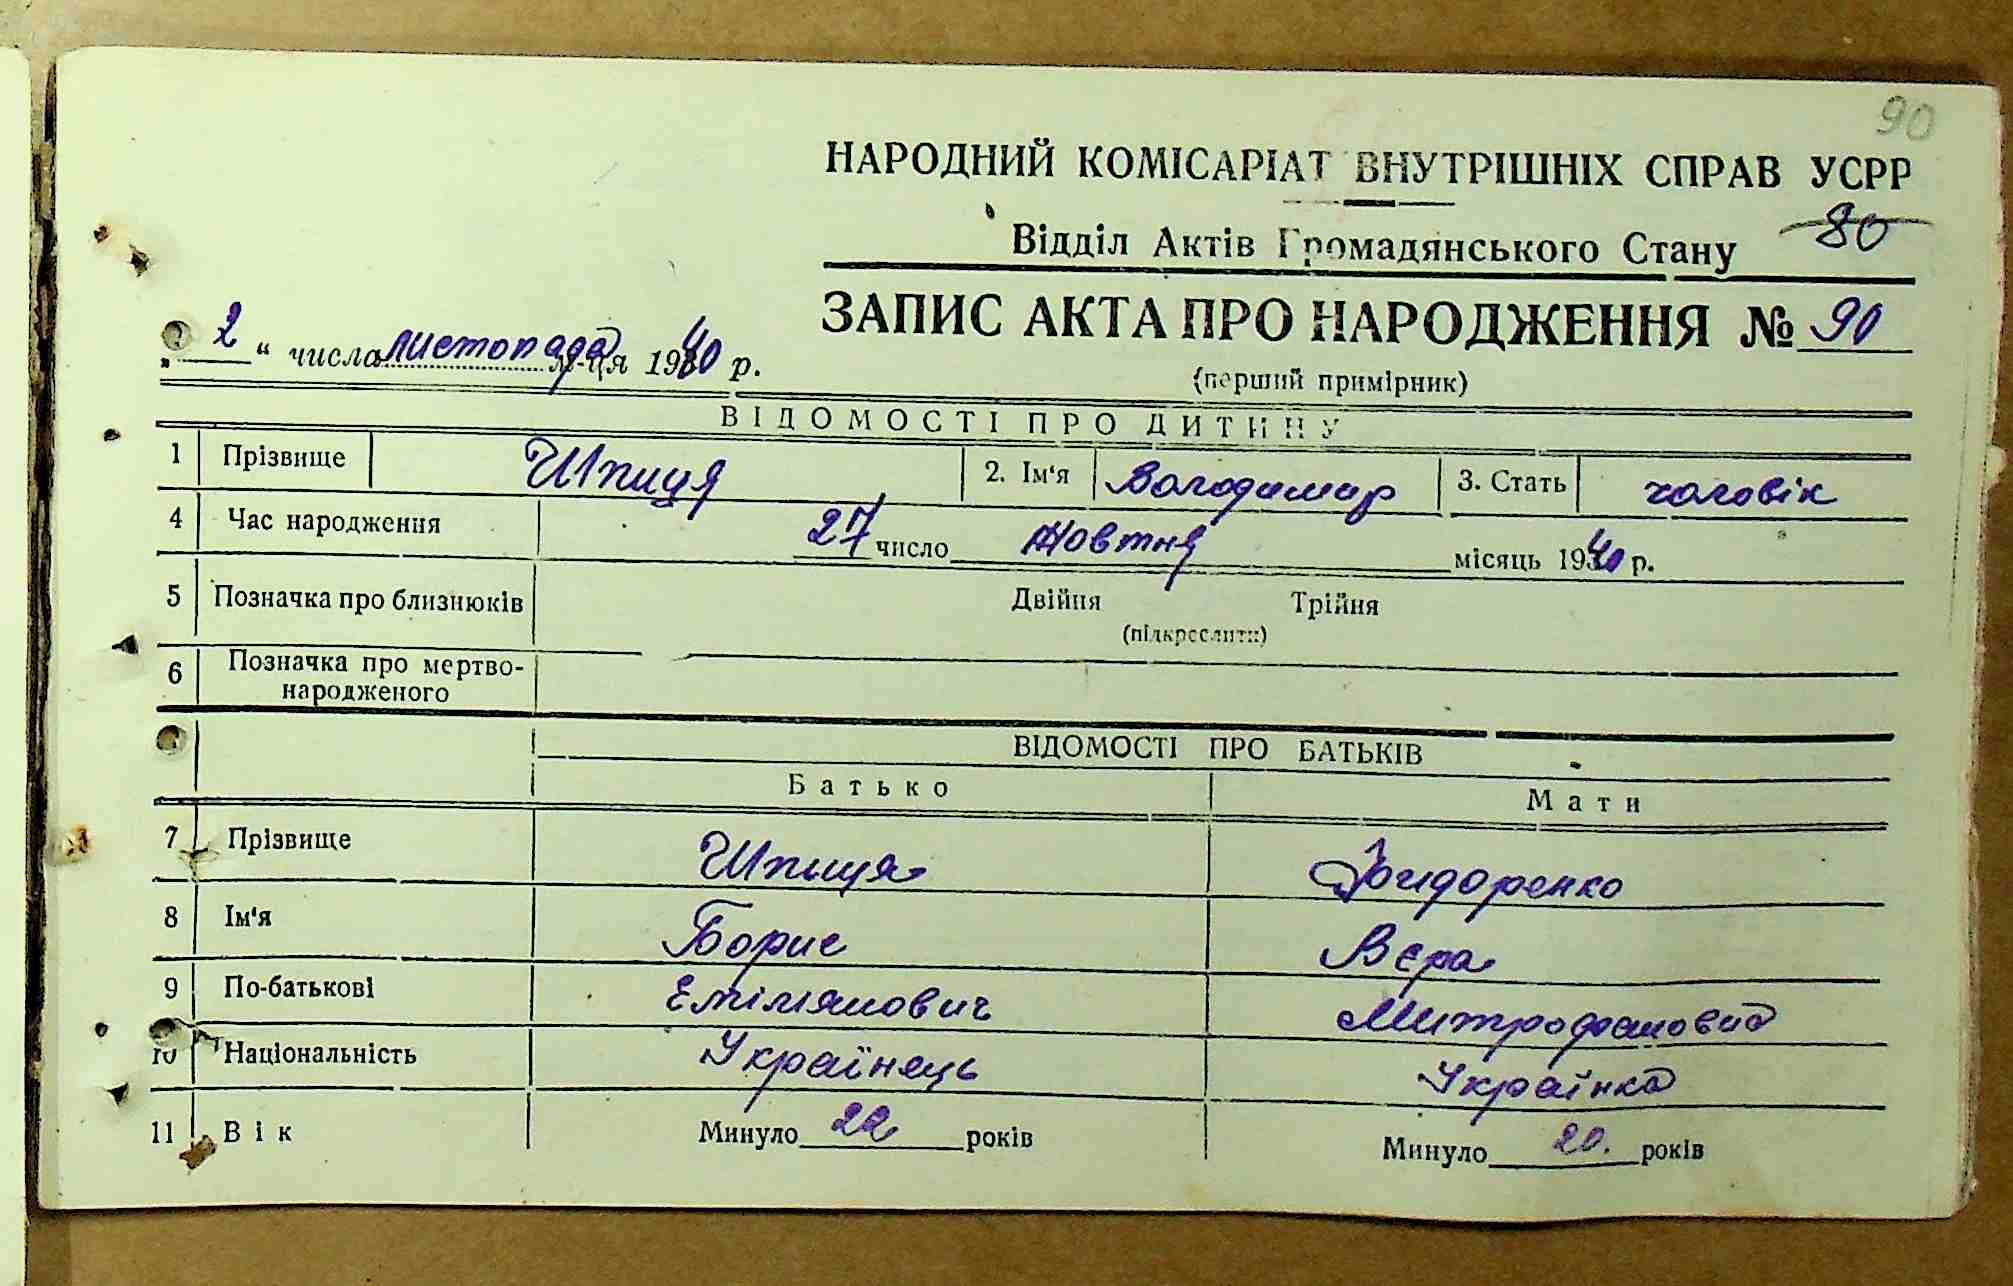 90
НАРОДНИЙ КОМІСАРІАТ ВНУТРІШНІХ СПРАВ УСРР
Відділ Актів Громадянського Стану 80
ЗАПИС АКТА ПРО НАРОДЖЕННЯ № 90
„ 2 “ числа листопада м-ця 1940 р.
(перший примірник)
ВІДОМОСТІ ПРО ДИТИНУ
1 Прізвище Шпиця 2. Ім'я Володимир 3. Стать чоловік
4 Час народження 27 число Жовтня місяць 1940 р.
5 Позначка про близнюків Двійня Трійня
(підкреслити)
6 Позначка про мертво-
народженого
ВІДОМОСТІ ПРО БАТЬКІВ
Батько Мати
7 Прізвище Шпиця
8 Ім'я Борис Вєра
9 По-батькові Омтрофановна
10 Національність Українець Українка
11 Вік Минуло 22 років Минуло 20. років